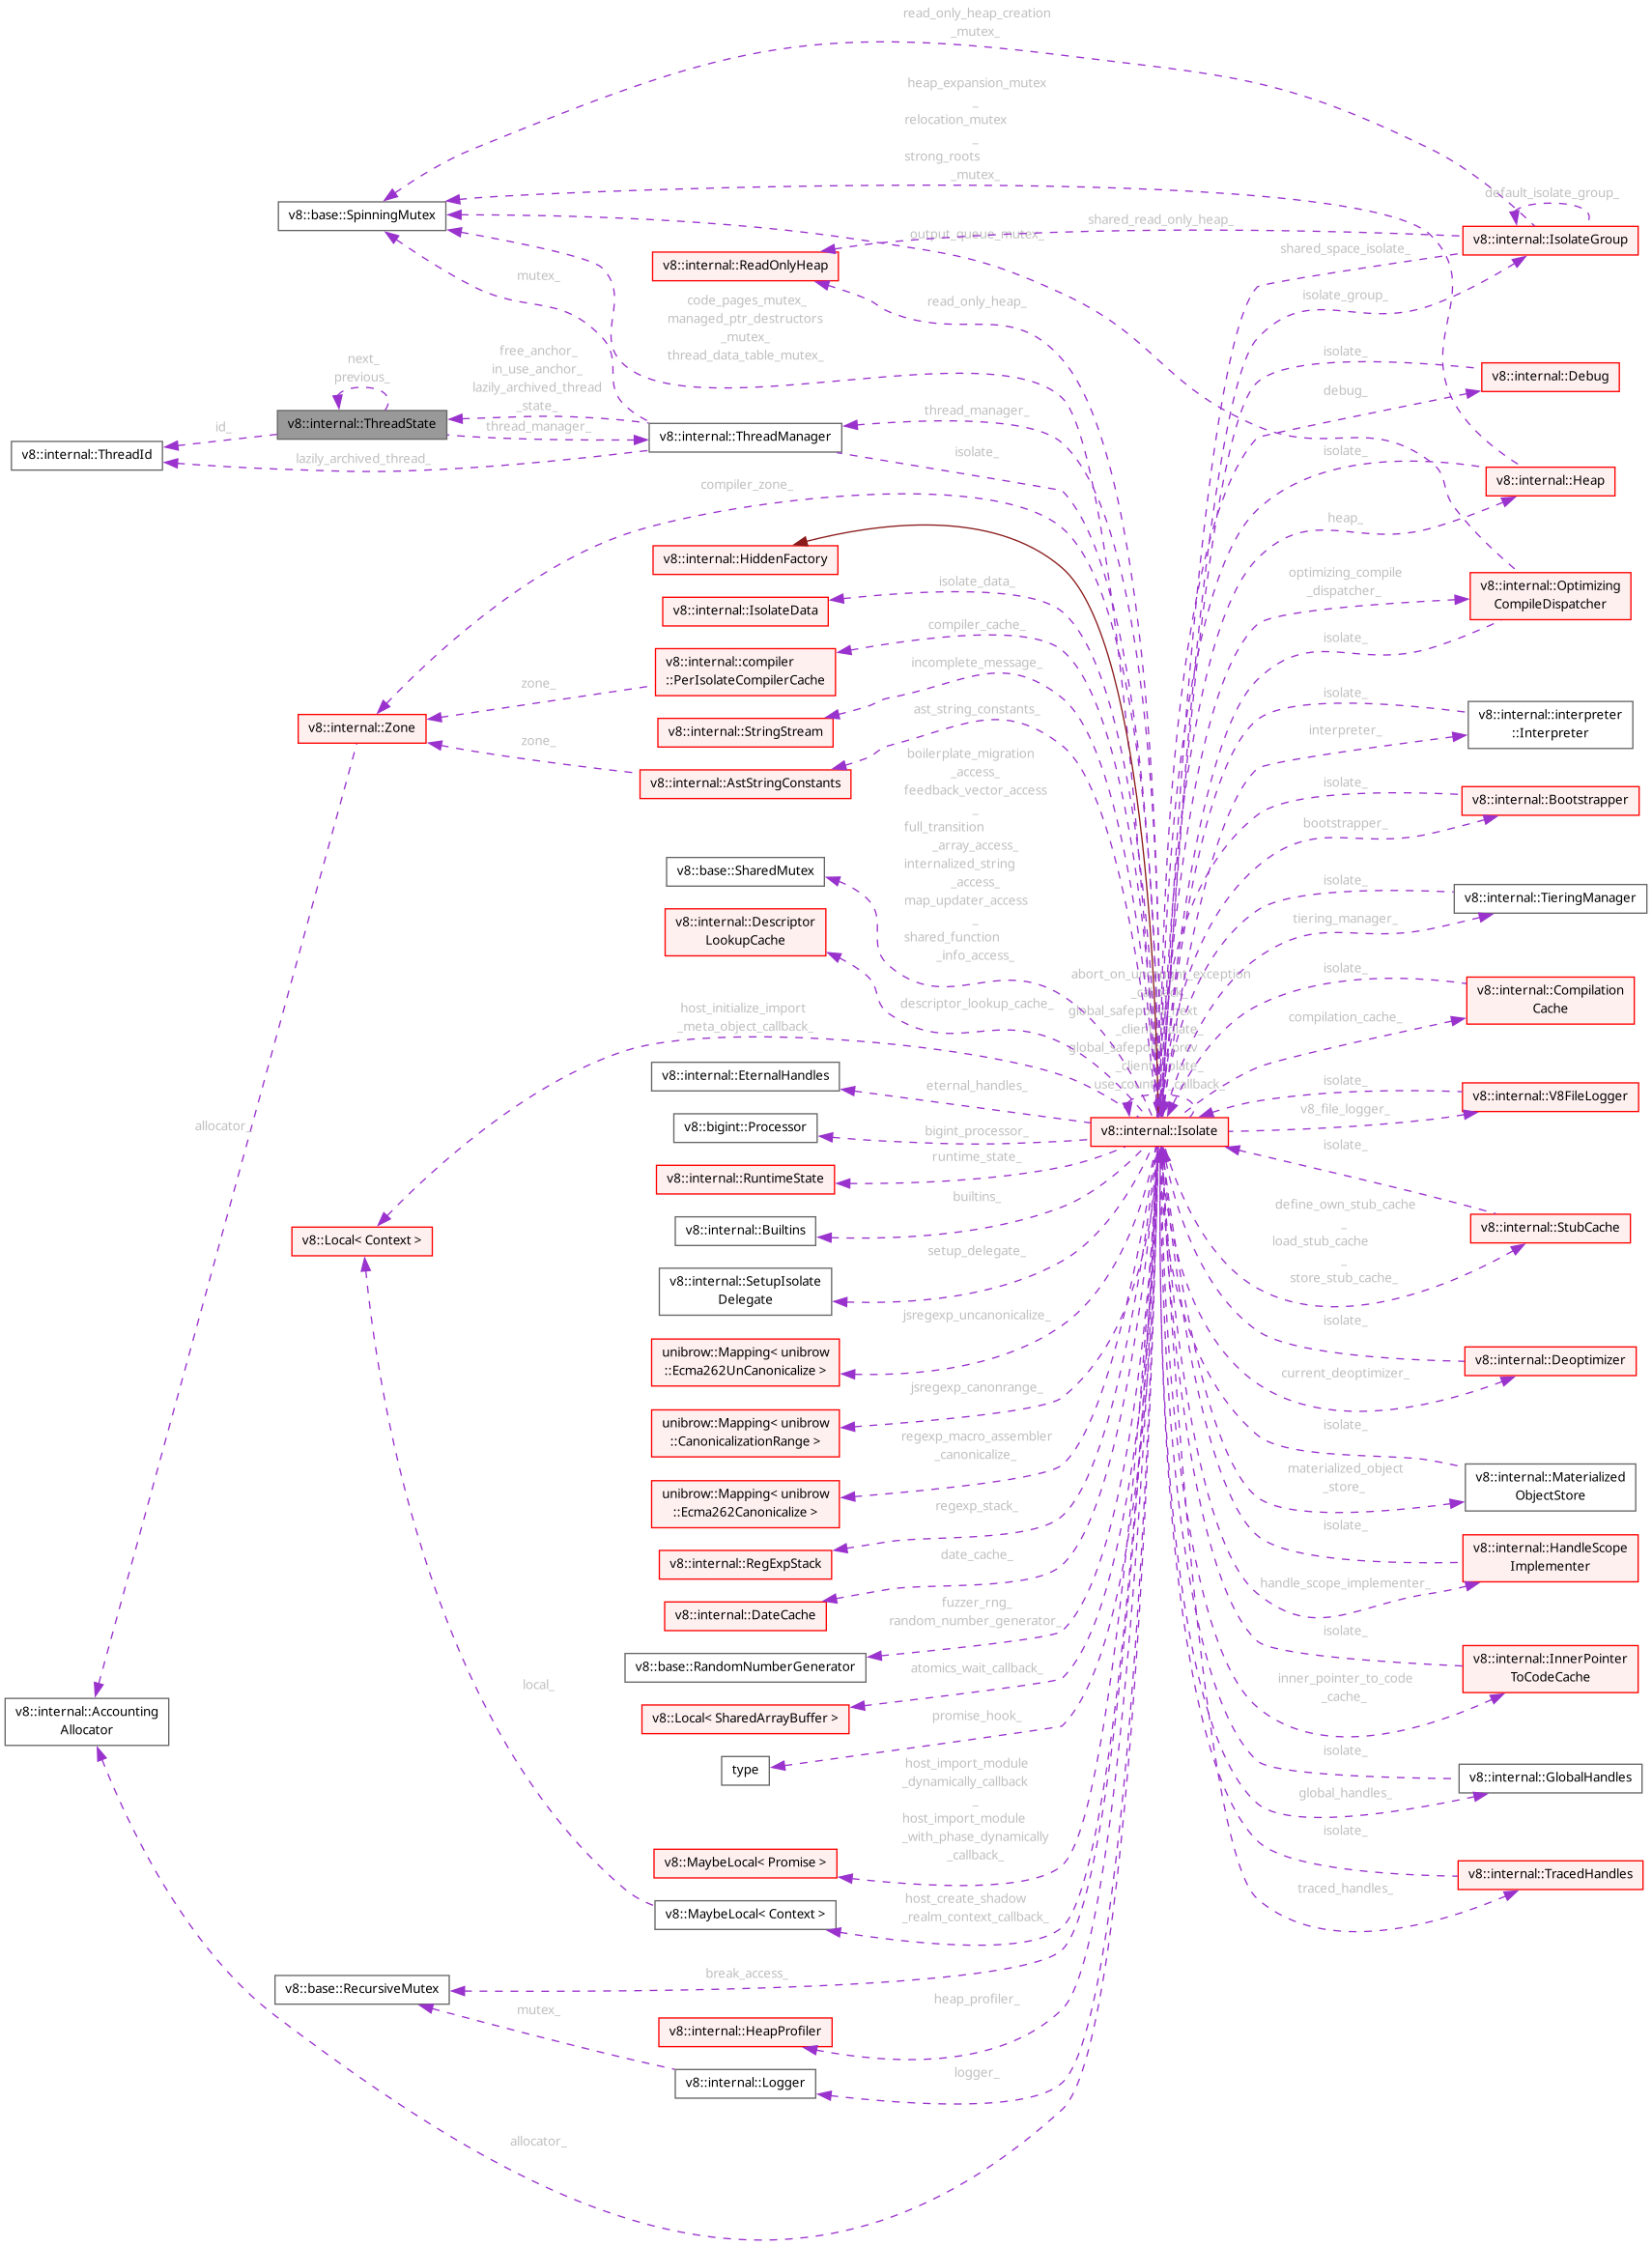 read_only_heap_creation
_mutex_
heap_expansion_mutex
_
relocation_mutex
_
strong_roots
_mutex_
v8::base::SpinningMutex
default_isolate_group_
shared_read_only_heap_
output_queue_mutex_
v8::internal::IsolateGroup
shared_space_isolate_
v8::internal::ReadOnlyHeap
mutex_
isolate_group_
read_only_heap_
code_pages_mutex_
managed_ptr_destructors
_mutex_
thread_data_table_mutex_
next_
previous_
free_anchor_
in_use_anchor_
lazily_archived_thread
_state_
thread_manager_
isolate_
v8::internal::Debug
debug_
v8::internal::ThreadState
id_
v8::internal::ThreadId
lazily_archived_thread_
v8::internal::ThreadManager
thread_manager_
isolate_
isolate_
v8::internal::Heap
heap_
compiler_zone_
v8::internal::HiddenFactory
isolate_data_
v8::internal::IsolateData
optimizing_compile
_dispatcher_
v8::internal::Optimizing
CompileDispatcher
isolate_
compiler_cache_
v8::internal::compiler
::PerIsolateCompilerCache
zone_
incomplete_message_
v8::internal::StringStream
v8::internal::Zone
zone_
ast_string_constants_
v8::internal::AstStringConstants
isolate_
v8::internal::interpreter
::Interpreter
interpreter_
isolate_
v8::internal::Bootstrapper
bootstrapper_
boilerplate_migration
_access_
feedback_vector_access
_
full_transition
_array_access_
internalized_string
_access_
map_updater_access
_
shared_function
_info_access_
v8::base::SharedMutex
v8::internal::Descriptor
LookupCache
descriptor_lookup_cache_
isolate_
v8::internal::TieringManager
tiering_manager_
isolate_
v8::internal::Compilation
Cache
compilation_cache_
host_initialize_import
_meta_object_callback_
v8::internal::EternalHandles
eternal_handles_
isolate_
v8::internal::V8FileLogger
v8_file_logger_
allocator_
v8::bigint::Processor
bigint_processor_
v8::internal::Isolate
isolate_
v8::internal::RuntimeState
runtime_state_
builtins_
v8::internal::Builtins
v8::Local< Context >
define_own_stub_cache
_
load_stub_cache
_
store_stub_cache_
v8::internal::StubCache
setup_delegate_
v8::internal::SetupIsolate
Delegate
jsregexp_uncanonicalize_
unibrow::Mapping< unibrow
::Ecma262UnCanonicalize >
isolate_
v8::internal::Deoptimizer
current_deoptimizer_
jsregexp_canonrange_
unibrow::Mapping< unibrow
::CanonicalizationRange >
isolate_
regexp_macro_assembler
_canonicalize_
unibrow::Mapping< unibrow
::Ecma262Canonicalize >
materialized_object
_store_
v8::internal::Materialized
ObjectStore
regexp_stack_
v8::internal::RegExpStack
isolate_
v8::internal::HandleScope
Implementer
handle_scope_implementer_
date_cache_
v8::internal::DateCache
fuzzer_rng_
random_number_generator_
v8::base::RandomNumberGenerator
isolate_
v8::internal::InnerPointer
ToCodeCache
inner_pointer_to_code
_cache_
local_
atomics_wait_callback_
v8::Local< SharedArrayBuffer >
v8::internal::Accounting
Allocator
promise_hook_
type
isolate_
v8::internal::GlobalHandles
global_handles_
host_import_module
_dynamically_callback
_
host_import_module
_with_phase_dynamically
_callback_
v8::MaybeLocal< Promise >
isolate_
v8::internal::TracedHandles
traced_handles_
host_create_shadow
_realm_context_callback_
v8::MaybeLocal< Context >
v8::base::RecursiveMutex
break_access_
mutex_
heap_profiler_
v8::internal::HeapProfiler
logger_
v8::internal::Logger
allocator_